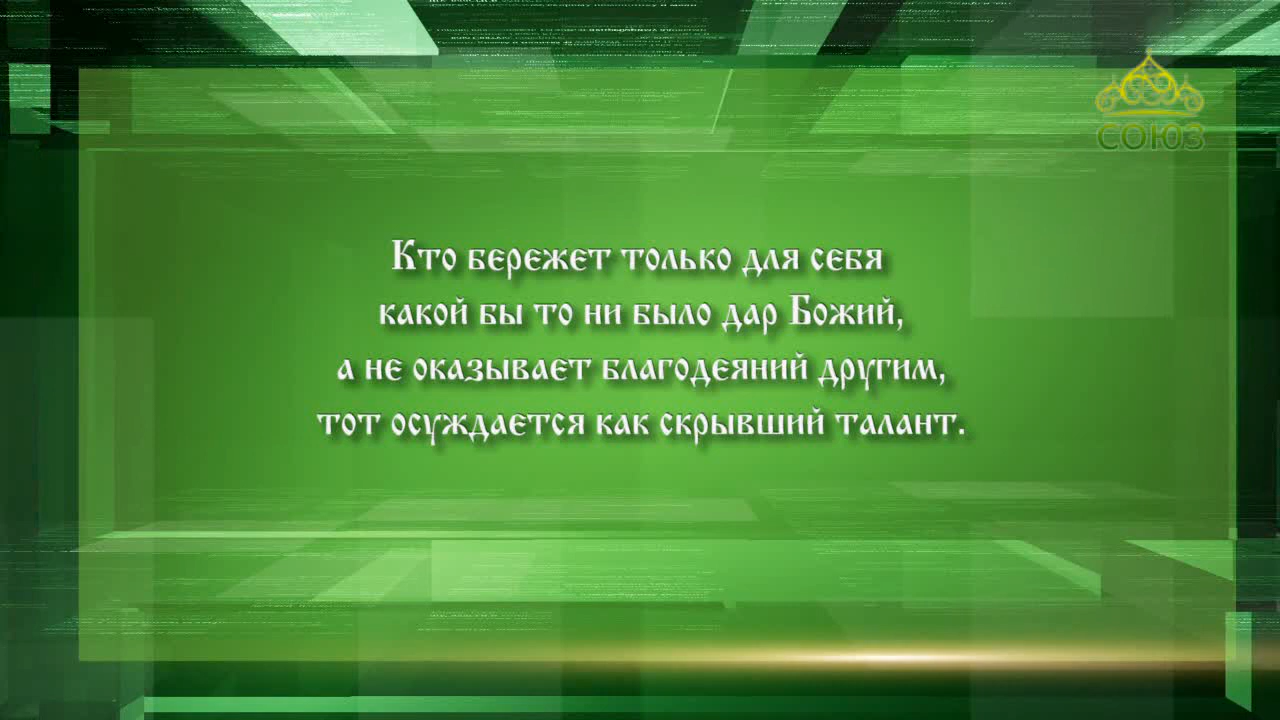 СОЮЗ
Кто бережет только для себя
какой бы то ни было дар Божий,
а не оказывает благодеяний другим,
тот осуждается как скрывший талант.